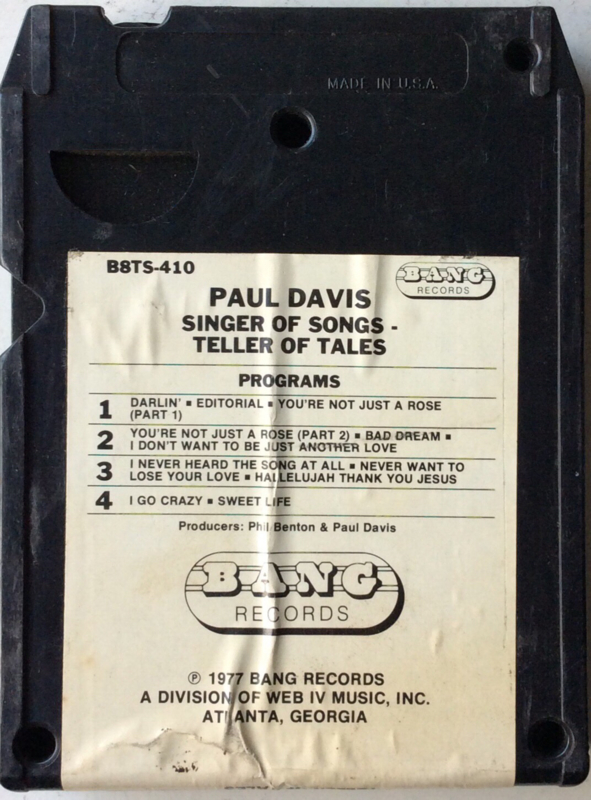 MADE IN U.S.A.
B8TS-410
BANG
RECORDS
PAUL DAVIS
SINGER OF SONGS -
TELLER OF TALES
PROGRAMS
1 DARLIN' ▪ EDITORIAL ▪ YOU'RE NOT JUST A ROSE
(PART 1)
2 YOU'RE NOT JUST A ROSE (PART 2) ▪ BAD DREAM ▪
I DON'T WANT TO BE JUST ANOTHER LOVE
3 I NEVER HEARD THE SONG AT ALL ▪ NEVER WANT TO
LOSE YOUR LOVE ▪ HALLELUJAH THANK YOU JESUS
4 I GO CRAZY ▪ SWEET LIFE
Producers: Phil Benton & Paul Davis
BANG
RECORDS
℗ 1977 BANG RECORDS
A DIVISION OF WEB IV MUSIC, INC.
ATLANTA, GEORGIA